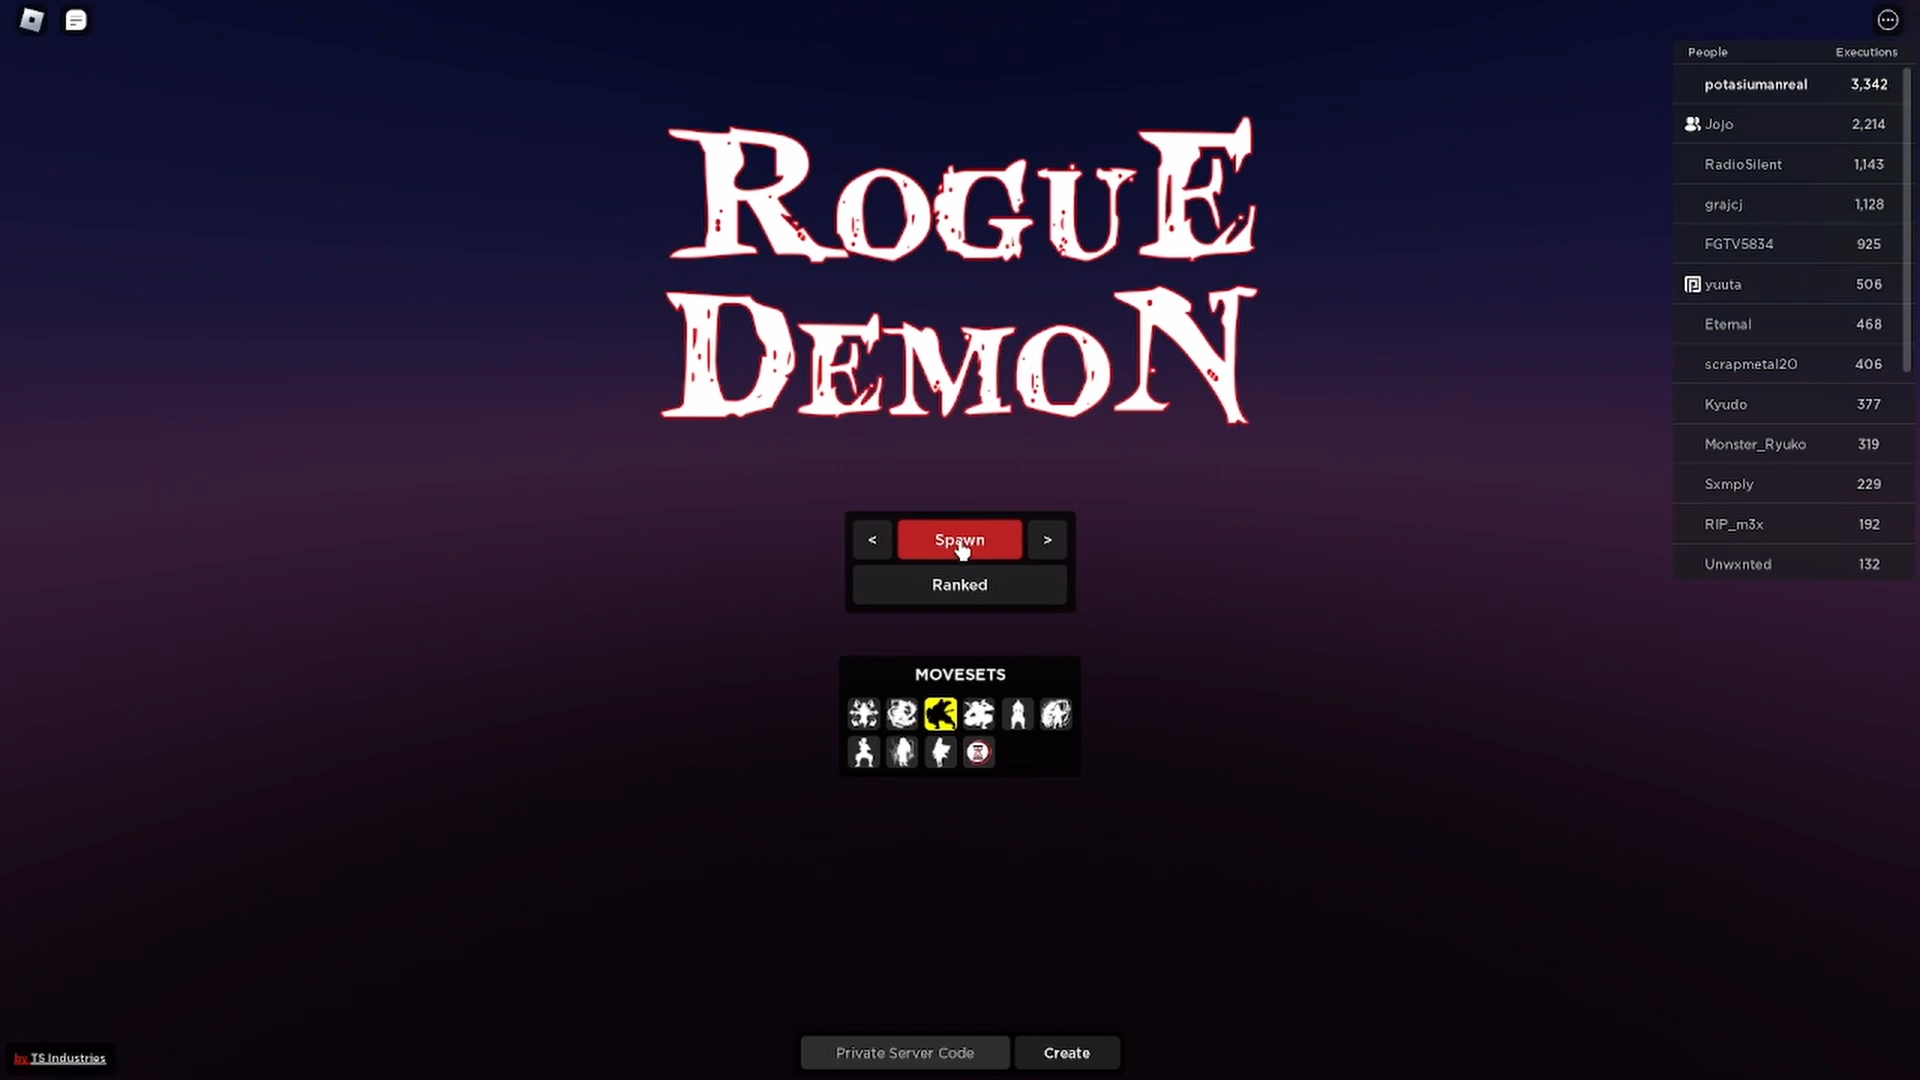 People Executions
potasiumanreal 3,342
Jojo 2,214
RadioSilent 1,143
grajcj 1,128
FGTV5834 925
yuuta 506
Eternal 468
scrapmetal20 406
Kyudo 377
Monster_Ryuko 319
Sxmply 229
RIP_m3x 192
Unwxnted 132
ROGUE
DEMON
< Spawn >
Ranked
MOVESETS
Private Server Code Create
by TS Industries